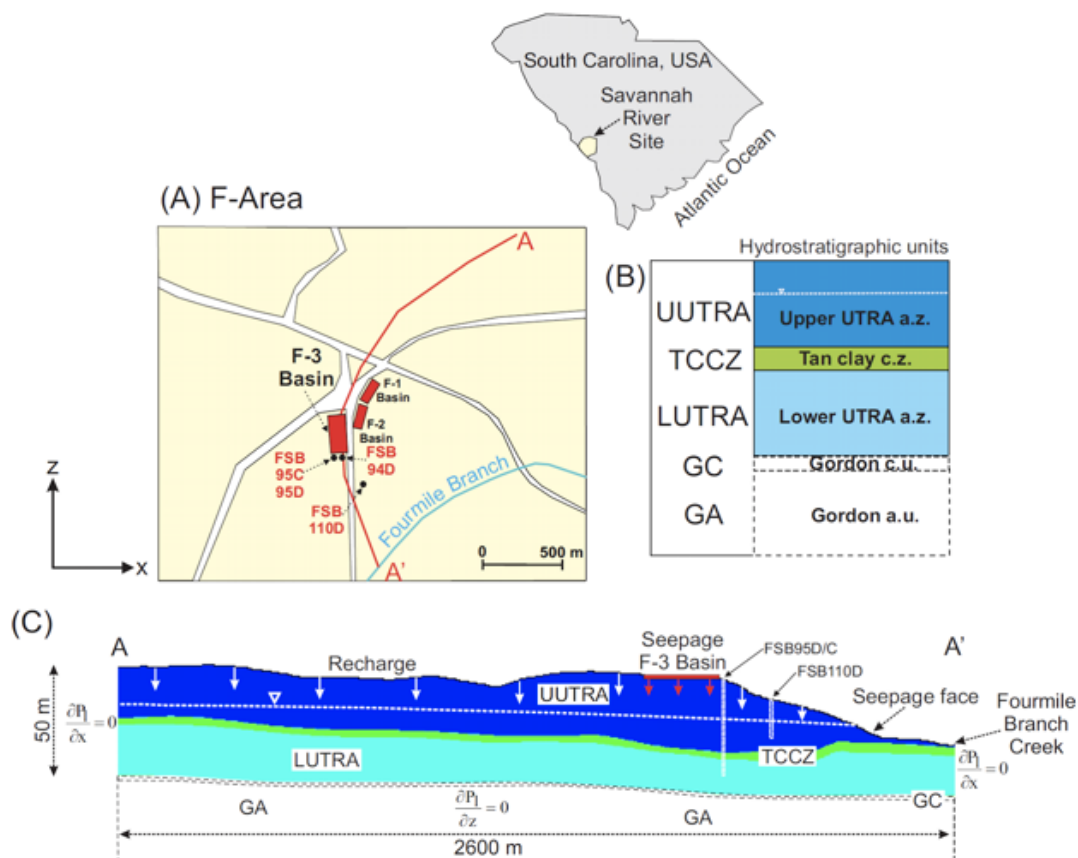 South Carolina, USA
Savannah
River
Site
Atlantic Ocean
(A) F-Area
A
F-3
Basin
F-1
Basin
F-2
Basin
FSB
95C
95D
FSB
94D
FSB
110D
Fourmile Branch
A'
0 500 m
Z
X
Hydrostratigraphic units
(B)
UUTRA
Upper UTRA a.z.
TCCZ
Tan clay c.z.
LUTRA
Lower UTRA a.z.
GC
Gordon c.u.
GA
Gordon a.u.
(C)
A
Recharge
Seepage
F-3 Basin
FSB95D/C
FSB110D
A'
UUTRA
Seepage face
Fourmile
Branch
Creek
50 m
∂Pl/∂x = 0
LUTRA
TCCZ
∂Pl/∂x = 0
GC
GA
∂Pl/∂z = 0
GA
2600 m